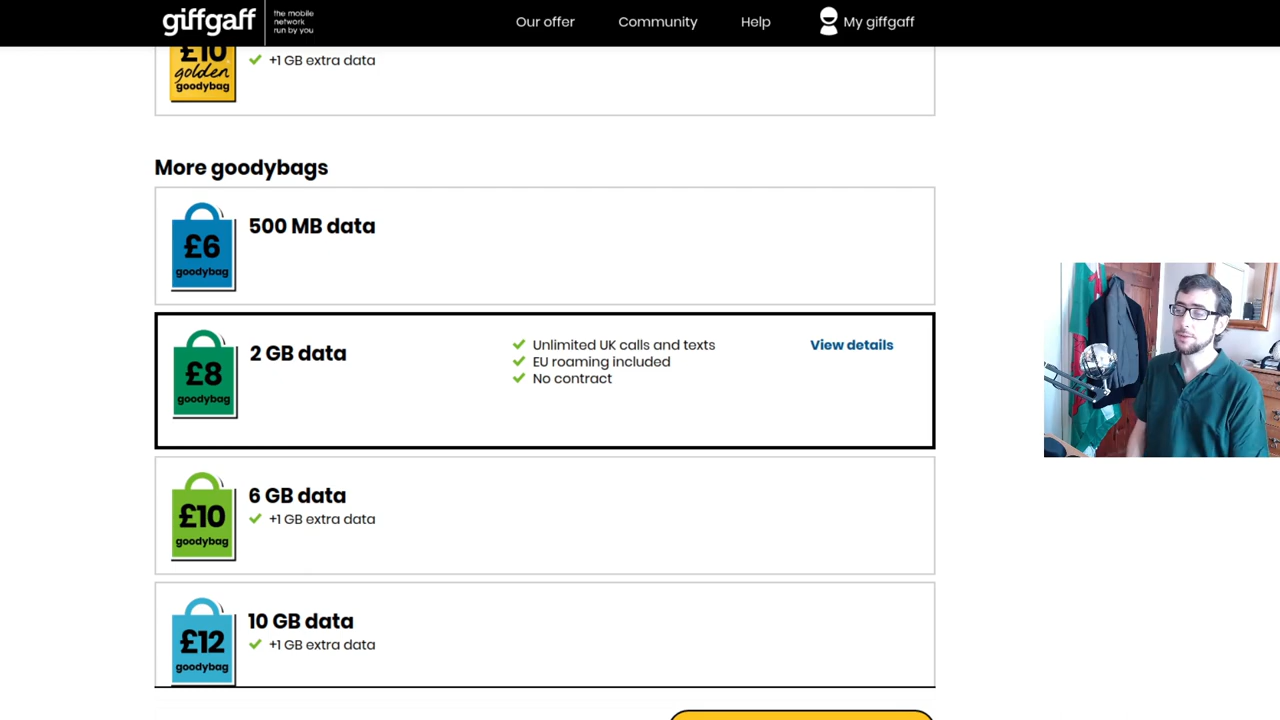 giffgaff
the mobile
network
run by you
Our offer
Community
Help
My giffgaff
£10
golden
goodybag
+1 GB extra data
More goodybags
£6
goodybag
500 MB data
£8
goodybag
2 GB data
Unlimited UK calls and texts
EU roaming included
No contract
View details
£10
goodybag
6 GB data
+1 GB extra data
£12
goodybag
10 GB data
+1 GB extra data